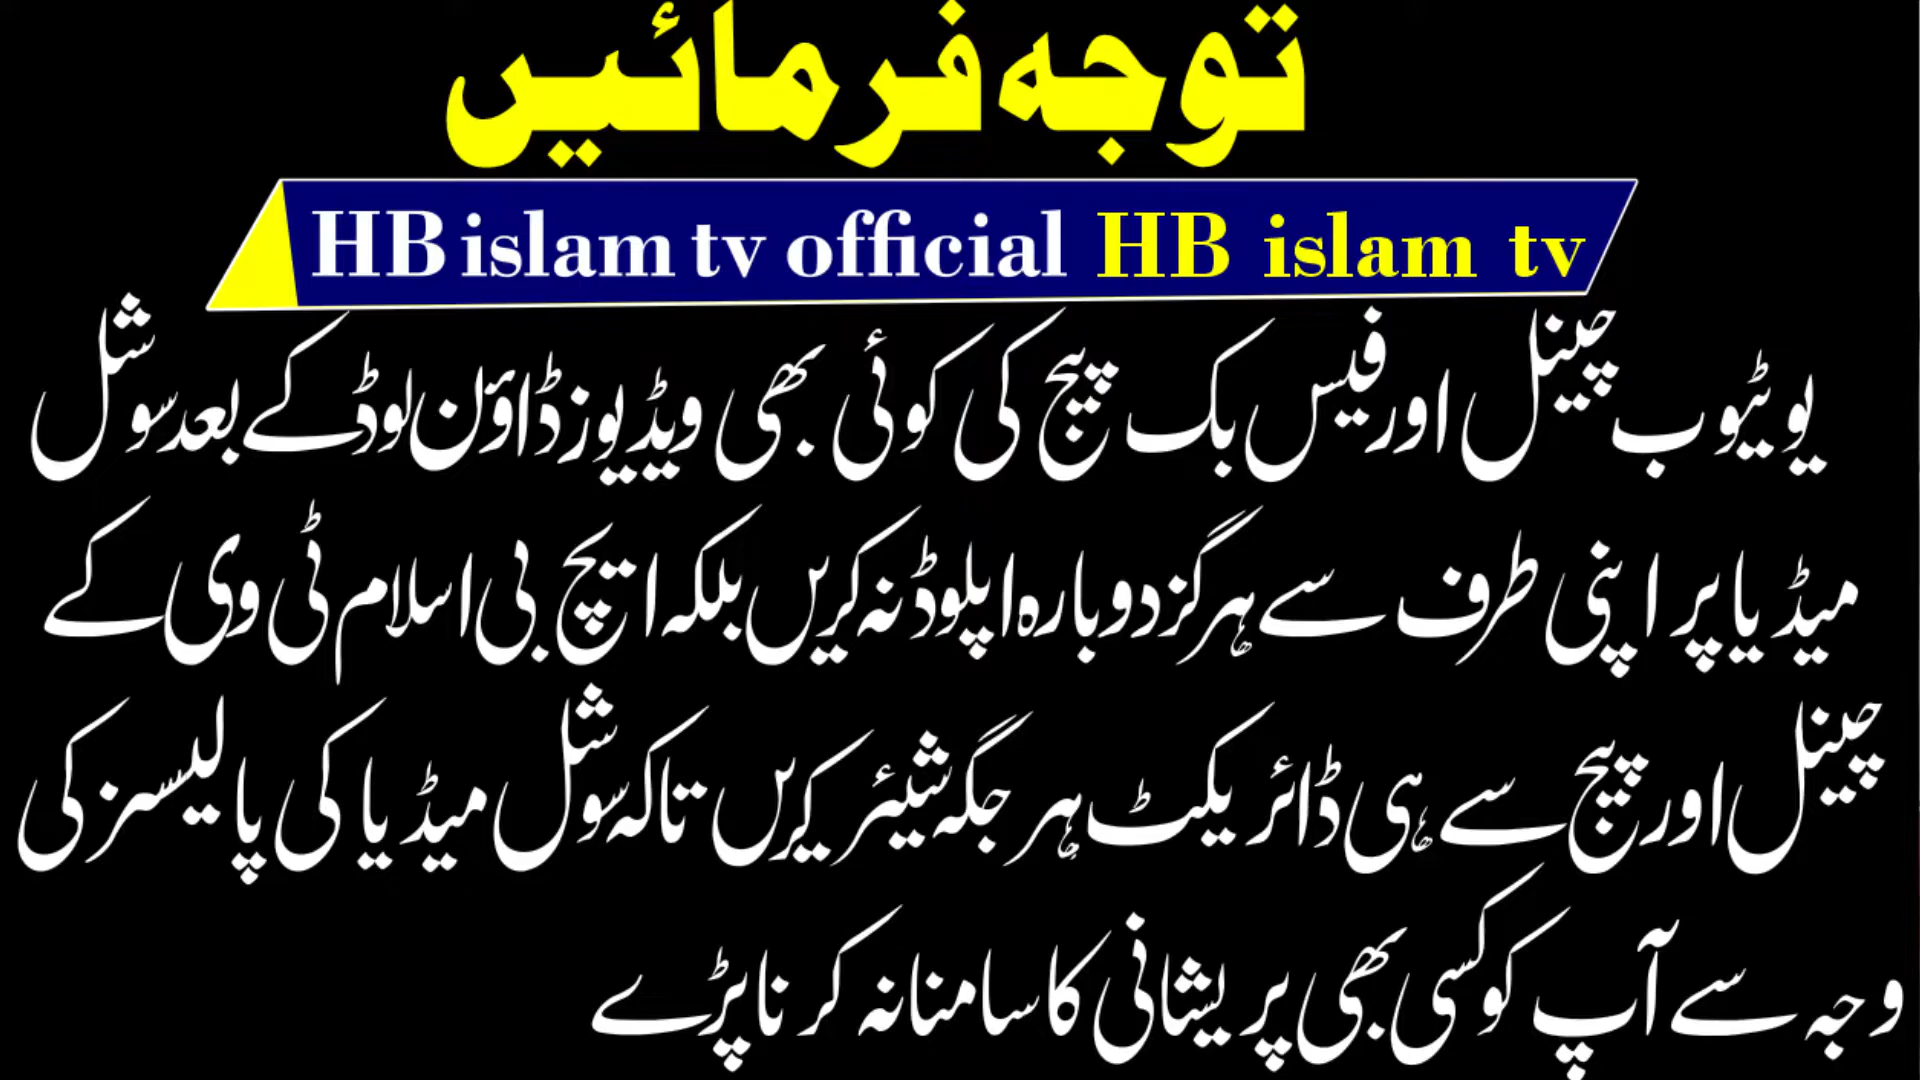 توجہ فرمائیں
HB islam tv official HB islam tv
یوٹیوب چینل اور فیس بک پیج کی کوئی بھی ویڈیوز ڈاؤن لوڈ کے بعد سوشل
میڈیا پر اپنی طرف سے ہرگز دوبارہ اپلوڈ نہ کریں بلکہ ایچ بی اسلام ٹی وی کے
چینل اور پیج سے ہی ڈائریکٹ ہر جگہ شیئر کریں تاکہ سوشل میڈیا کی پالیسز کی
وجہ سے آپ کو کسی بھی پریشانی کا سامنا نہ کرنا پڑے